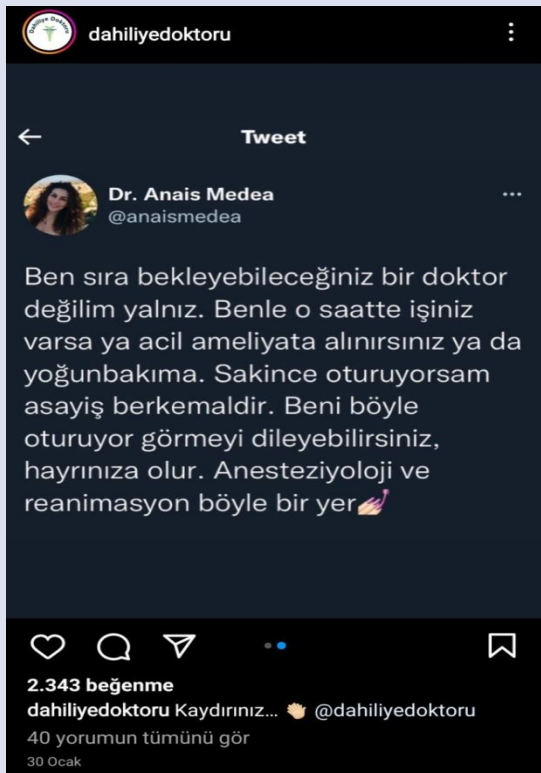 Dahiliye Doktoru
dahiliyedoktoru
Tweet
Dr. Anais Medea
@anaismedea
Ben sıra bekleyebileceğiniz bir doktor
değilim yalnız. Benle o saatte işiniz
varsa ya acil ameliyata alınırsınız ya da
yoğunbakıma. Sakince oturuyorsam
asayiş berkemaldir. Beni böyle
oturuyor görmeyi dileyebilirsiniz,
hayrınıza olur. Anesteziyoloji ve
reanimasyon böyle bir yer💅🏻
2.343 beğenme
dahiliyedoktoru Kaydırınız... 👏🏼 @dahiliyedoktoru
40 yorumun tümünü gör
30 Ocak